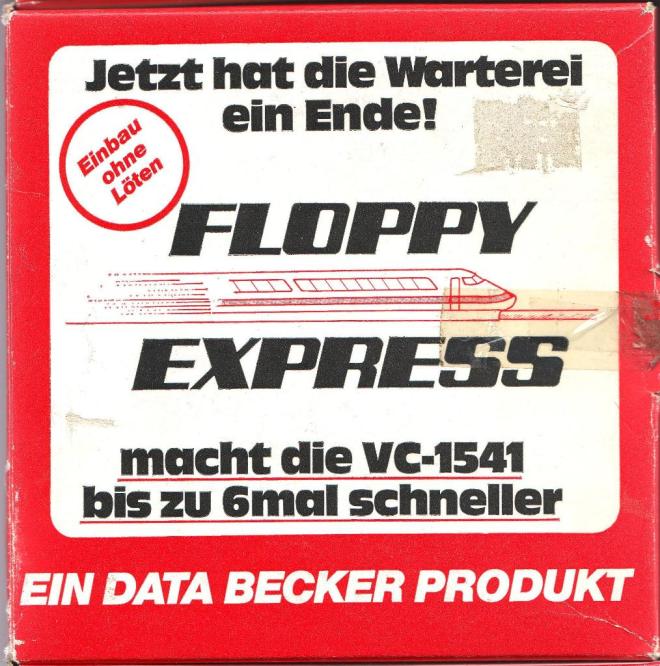 Jetzt hat die Warterei
ein Ende!
Einbau
ohne
Löten
FLOPPY
EXPRESS
macht die VC-1541
bis zu 6mal schneller
EIN DATA BECKER PRODUKT